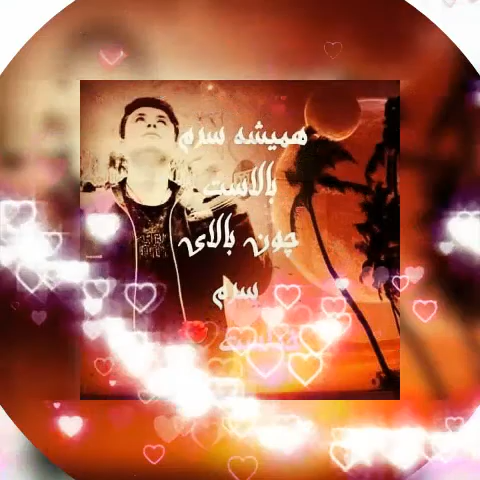 همیشه سرم
بالاست
چون بالای
سرم